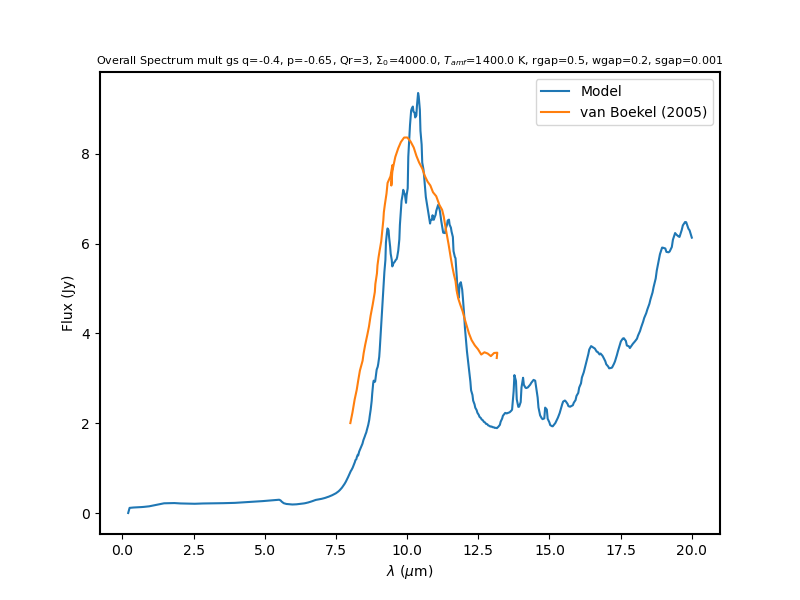 Overall Spectrum mult gs q=-0.4, p=-0.65, Qr=3, Σ₀=4000.0, T_amf=1400.0 K, rgap=0.5, wgap=0.2, sgap=0.001
Model
van Boekel (2005)
8
6
4
2
0
Flux (Jy)
0.0 2.5 5.0 7.5 10.0 12.5 15.0 17.5 20.0
λ (μm)